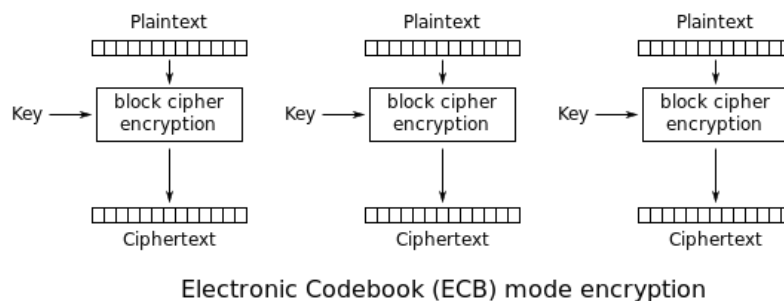 Plaintext Plaintext Plaintext
Key block cipher encryption Key block cipher encryption Key block cipher encryption
Ciphertext Ciphertext Ciphertext
Electronic Codebook (ECB) mode encryption